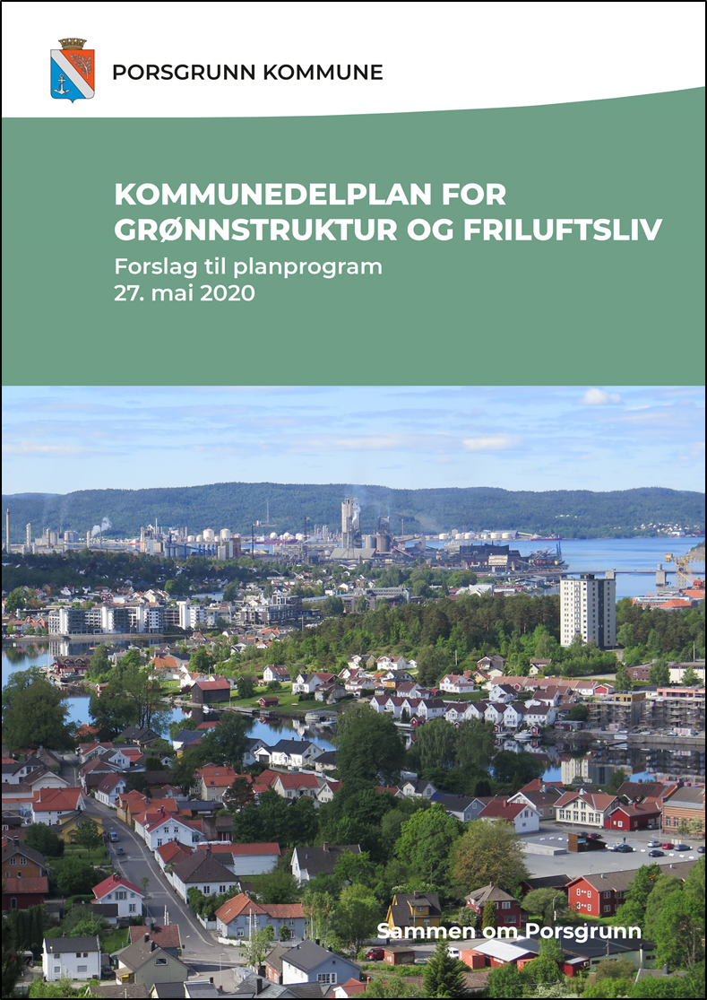 PORSGRUNN KOMMUNE
KOMMUNEDELPLAN FOR
GRØNNSTRUKTUR OG FRILUFTSLIV
Forslag til planprogram
27. mai 2020
Sammen om Porsgrunn